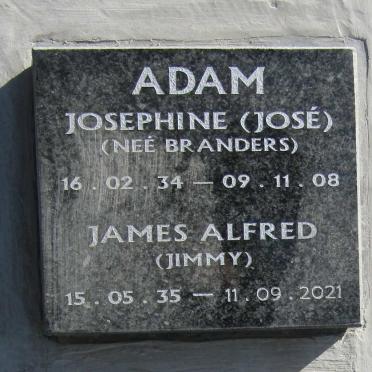 ADAM
JOSEPHINE (JOSÉ)
(NEÉ BRANDERS)
16 . 02 . 34 — 09 . 11 . 08
JAMES ALFRED
(JIMMY)
15 . 05 . 35 — 11 . 09 . 2021